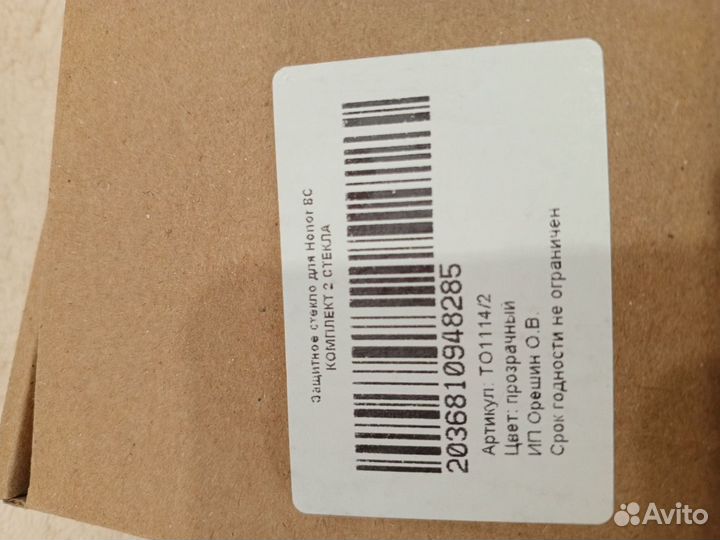 Защитное стекло для Honor 8C
КОМПЛЕКТ 2 СТЕКЛА
2036810948285
Артикул: ТО1114/2
Цвет: прозрачный
ИП Орешин О.В.
Срок годности не ограничен
Avito